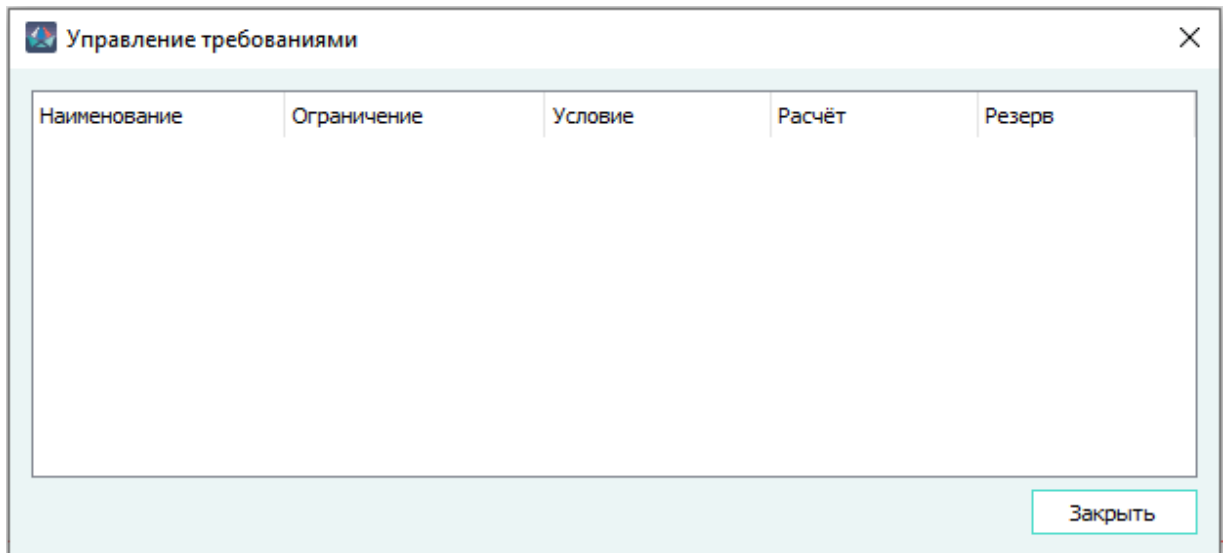 Управление требованиями
Наименование Ограничение Условие Расчёт Резерв
Закрыть